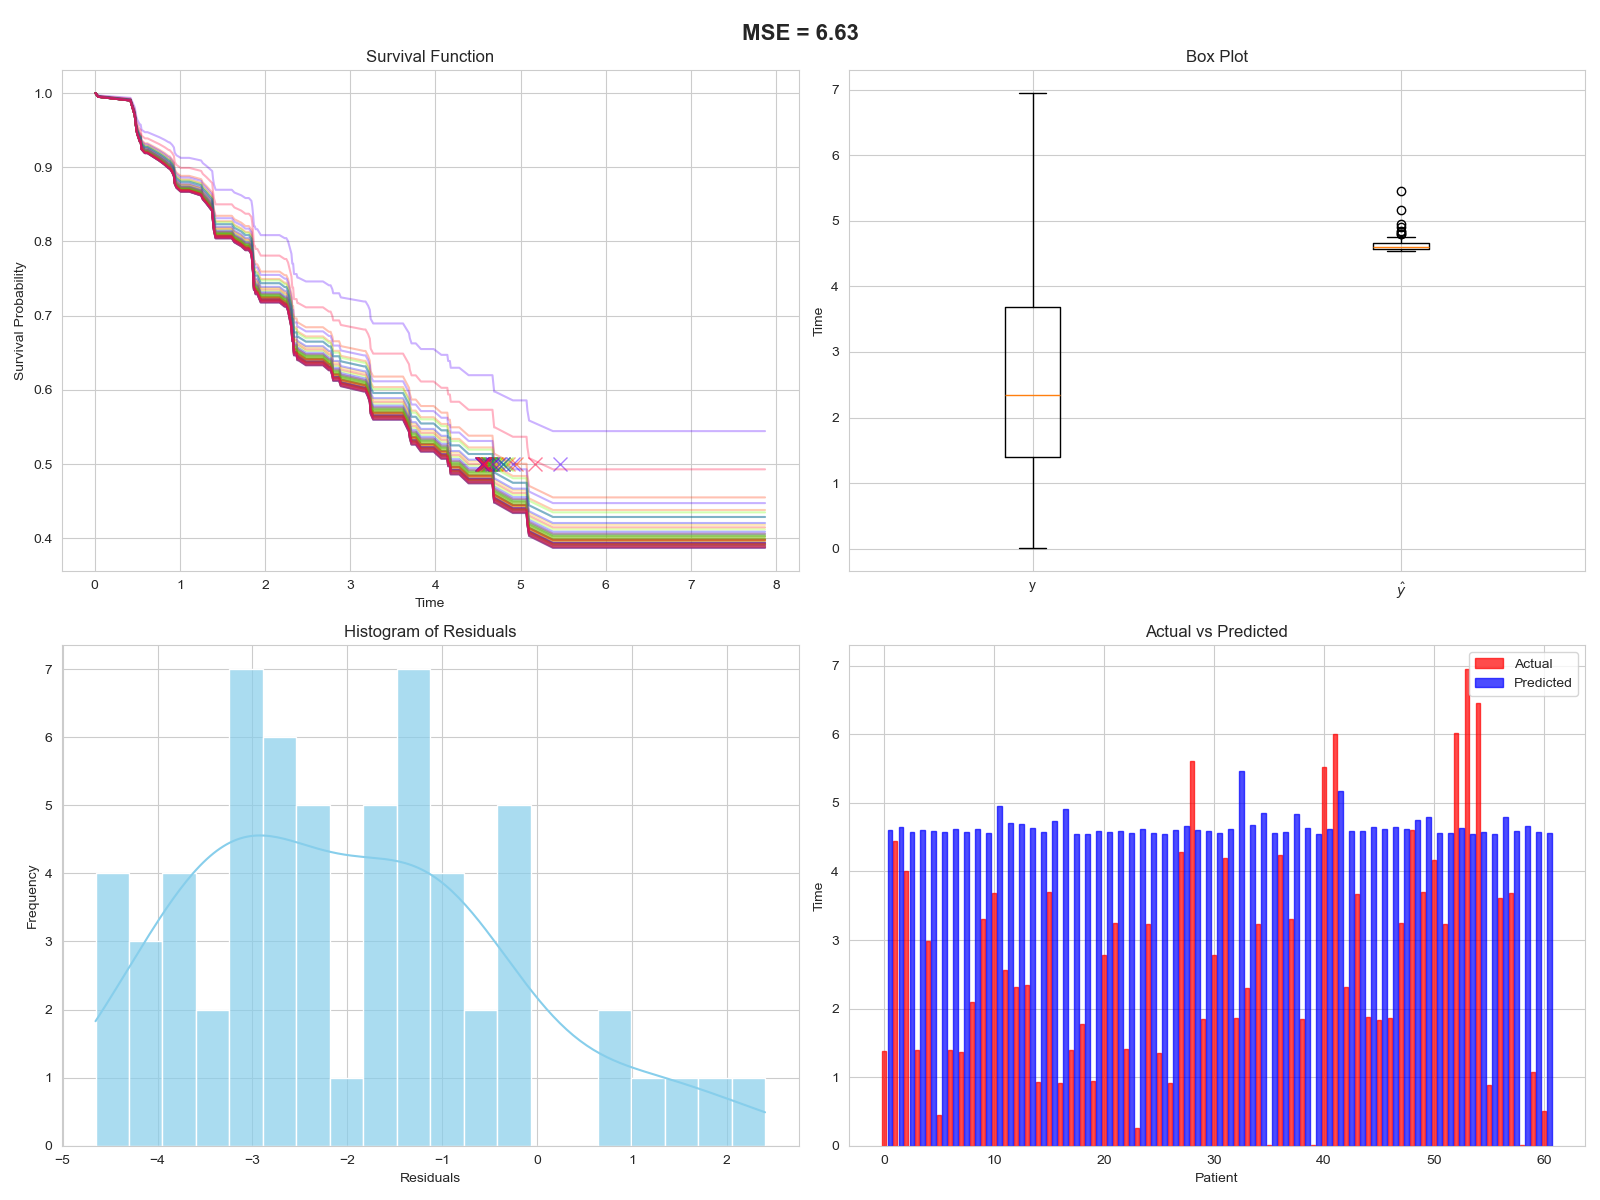 MSE = 6.63
Survival Function
Survival Probability
1.0
0.9
0.8
0.7
0.6
0.5
0.4
0 1 2 3 4 5 6 7 8
Time
Box Plot
Time
7
6
5
4
3
2
1
0
y ŷ
Histogram of Residuals
Frequency
7
6
5
4
3
2
1
0
−5 −4 −3 −2 −1 0 1 2
Residuals
Actual vs Predicted
Time
7
6
5
4
3
2
1
0
Actual
Predicted
0 10 20 30 40 50 60
Patient